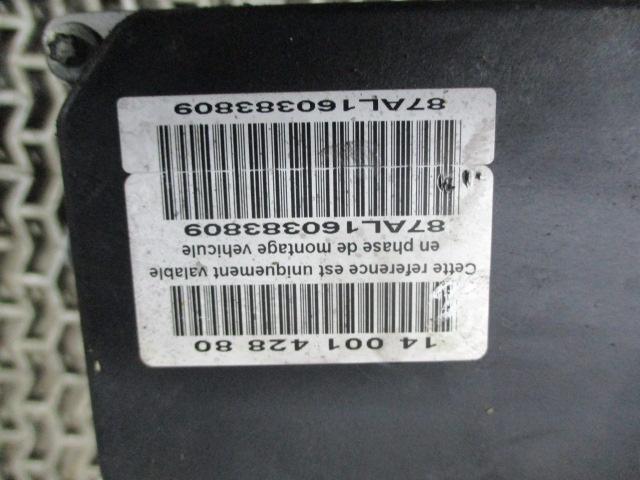 14 001 428 80
Cette reference est uniquement valable
en phase de montage vehicule
87AL160383809
87AL160383809